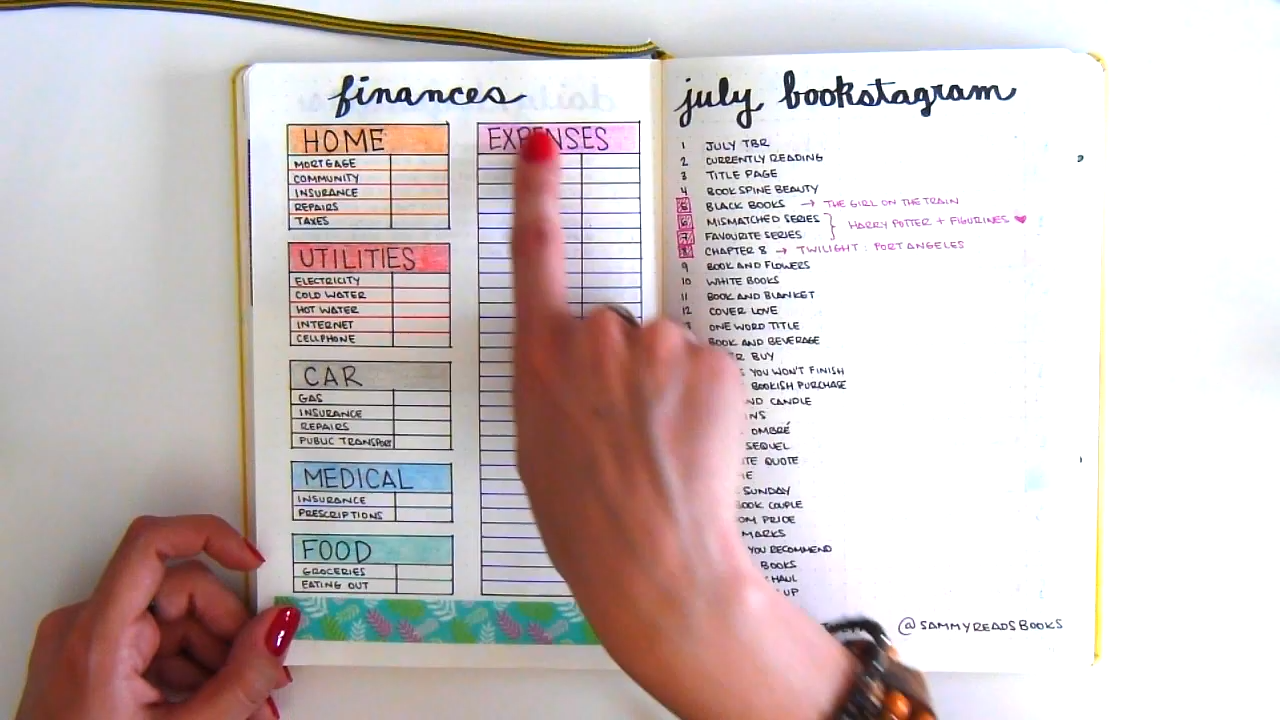 finances
HOME
MORTGAGE
COMMUNITY
INSURANCE
REPAIRS
TAXES
UTILITIES
ELECTRICITY
COLD WATER
HOT WATER
INTERNET
CELLPHONE
CAR
GAS
INSURANCE
REPAIRS
PUBLIC TRANSPORT
MEDICAL
INSURANCE
PRESCRIPTIONS
FOOD
GROCERIES
EATING OUT
EXPENSES
july bookstagram
1 JULY TBR
2 CURRENTLY READING
3 TITLE PAGE
4 BOOK SPINE BEAUTY
5 BLACK BOOKS → THE GIRL ON THE TRAIN
6 MISMATCHED SERIES
7 FAVOURITE SERIES } HARRY POTTER + FIGURINES ♥
8 CHAPTER 8 → TWILIGHT : PORT ANGELES
9 BOOK AND FLOWERS
10 WHITE BOOKS
11 BOOK AND BLANKET
12 COVER LOVE
ONE WORD TITLE
BOOK AND BEVERAGE
BUY
YOU WON'T FINISH
BOOKISH PURCHASE
CANDLE
OMBRÉ
SEQUEL
QUOTE
SUNDAY
COUPLE
PRIDE
MARKS
YOU RECOMMEND
BOOKS
HAUL
UP
@SAMMYREADSBOOKS